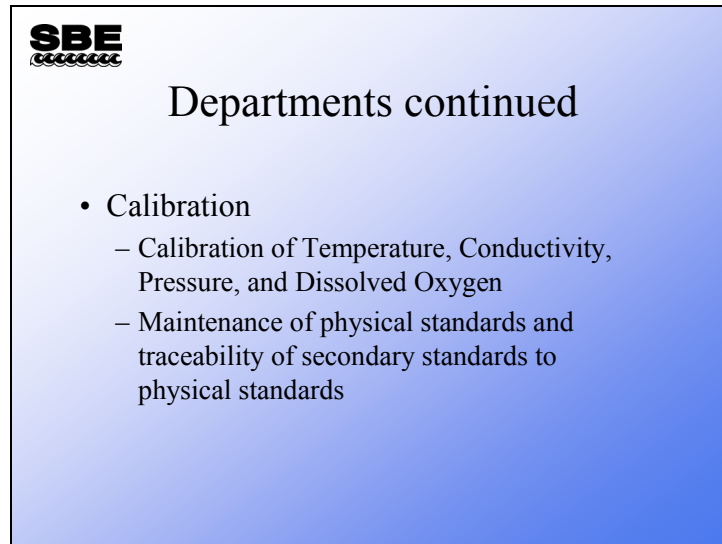 SBE
Departments continued
• Calibration
– Calibration of Temperature, Conductivity,
Pressure, and Dissolved Oxygen
– Maintenance of physical standards and
traceability of secondary standards to
physical standards